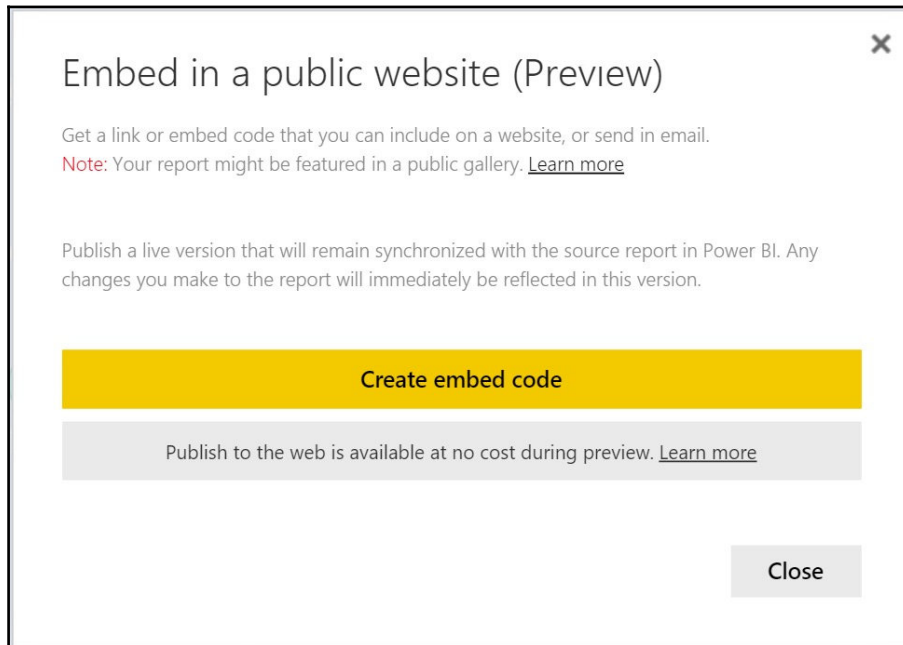 Embed in a public website (Preview)
Get a link or embed code that you can include on a website, or send in email.
Note: Your report might be featured in a public gallery. Learn more
Publish a live version that will remain synchronized with the source report in Power BI. Any
changes you make to the report will immediately be reflected in this version.
Create embed code
Publish to the web is available at no cost during preview. Learn more
Close